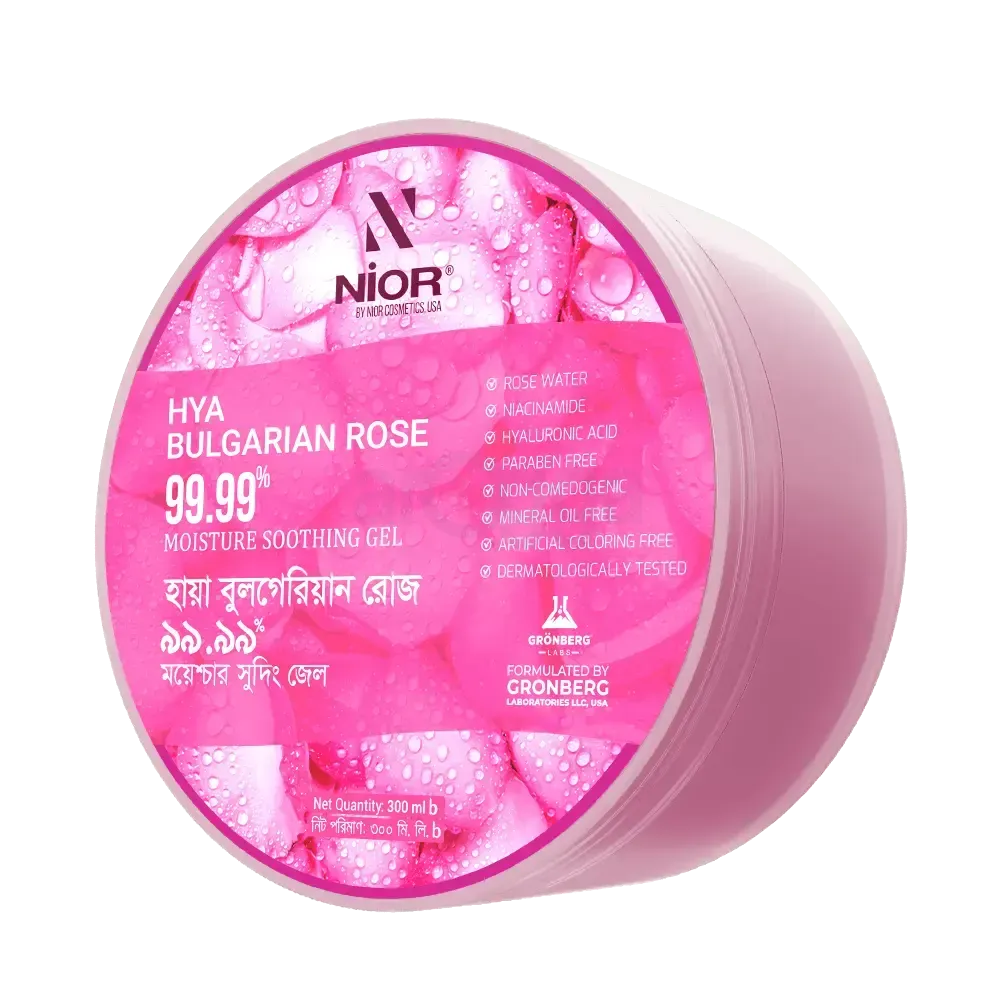 NİOR®
BY NIOR COSMETICS, USA
HYA
BULGARIAN ROSE
99.99%
MOISTURE SOOTHING GEL
হায়া বুলগেরিয়ান রোজ
৯৯.৯৯%
ময়েশ্চার সুদিং জেল
ROSE WATER
NIACINAMIDE
HYALURONIC ACID
PARABEN FREE
NON-COMEDOGENIC
MINERAL OIL FREE
ARTIFICIAL COLORING FREE
DERMATOLOGICALLY TESTED
GRÖNBERG
LABS
FORMULATED BY
GRONBERG
LABORATORIES LLC, USA
Net Quantity: 300 ml b
নিট পরিমাণ: ৩০০ মি. লি. b